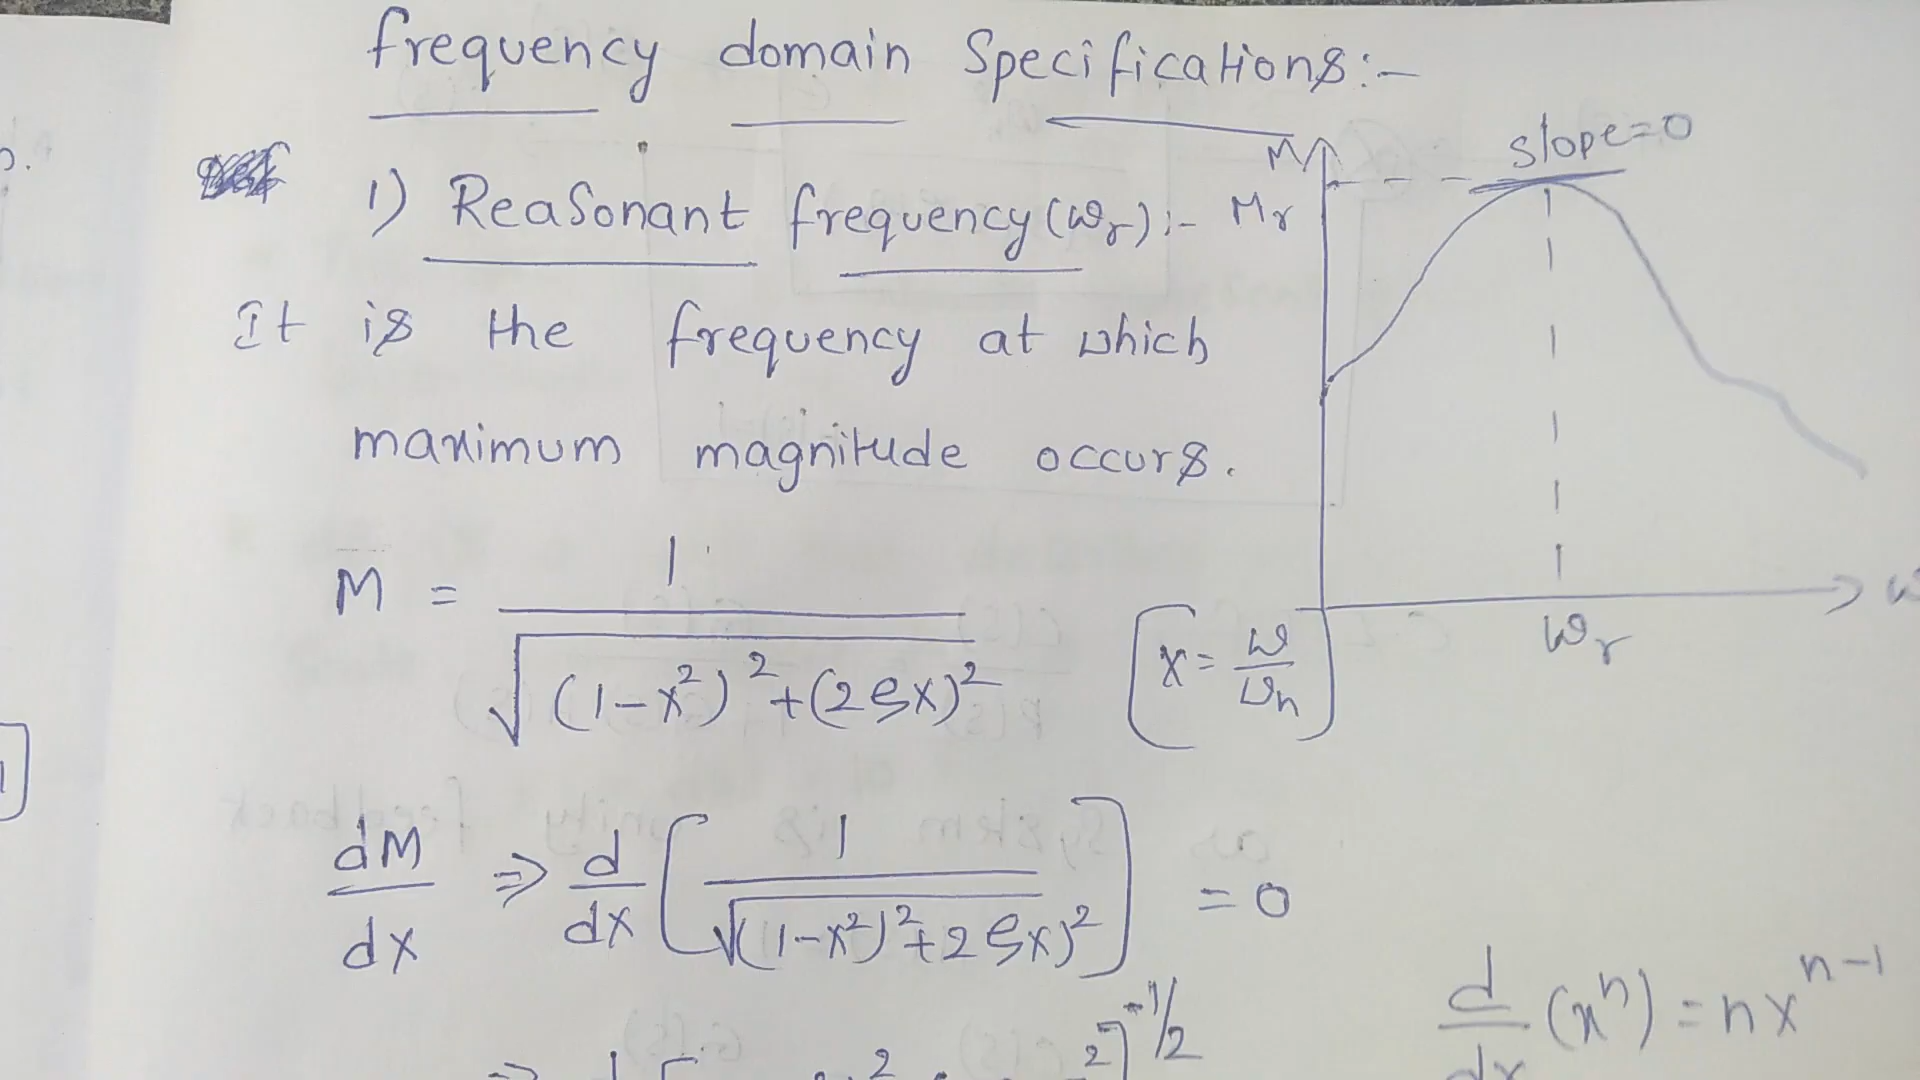 frequency domain Specifications:-
M
slope=0
1) Reasonant frequency (ωr) :-
Mr
It is the frequency at which
maximum magnitude occurs.
M = 1 / √((1-x²)²+(2ξx)²)
[x = ω/ωn]
ωr
dM/dx ⇒ d/dx [1 / √((1-x²)²+2ξx)²] = 0
d/dx (xⁿ) = nxⁿ⁻¹